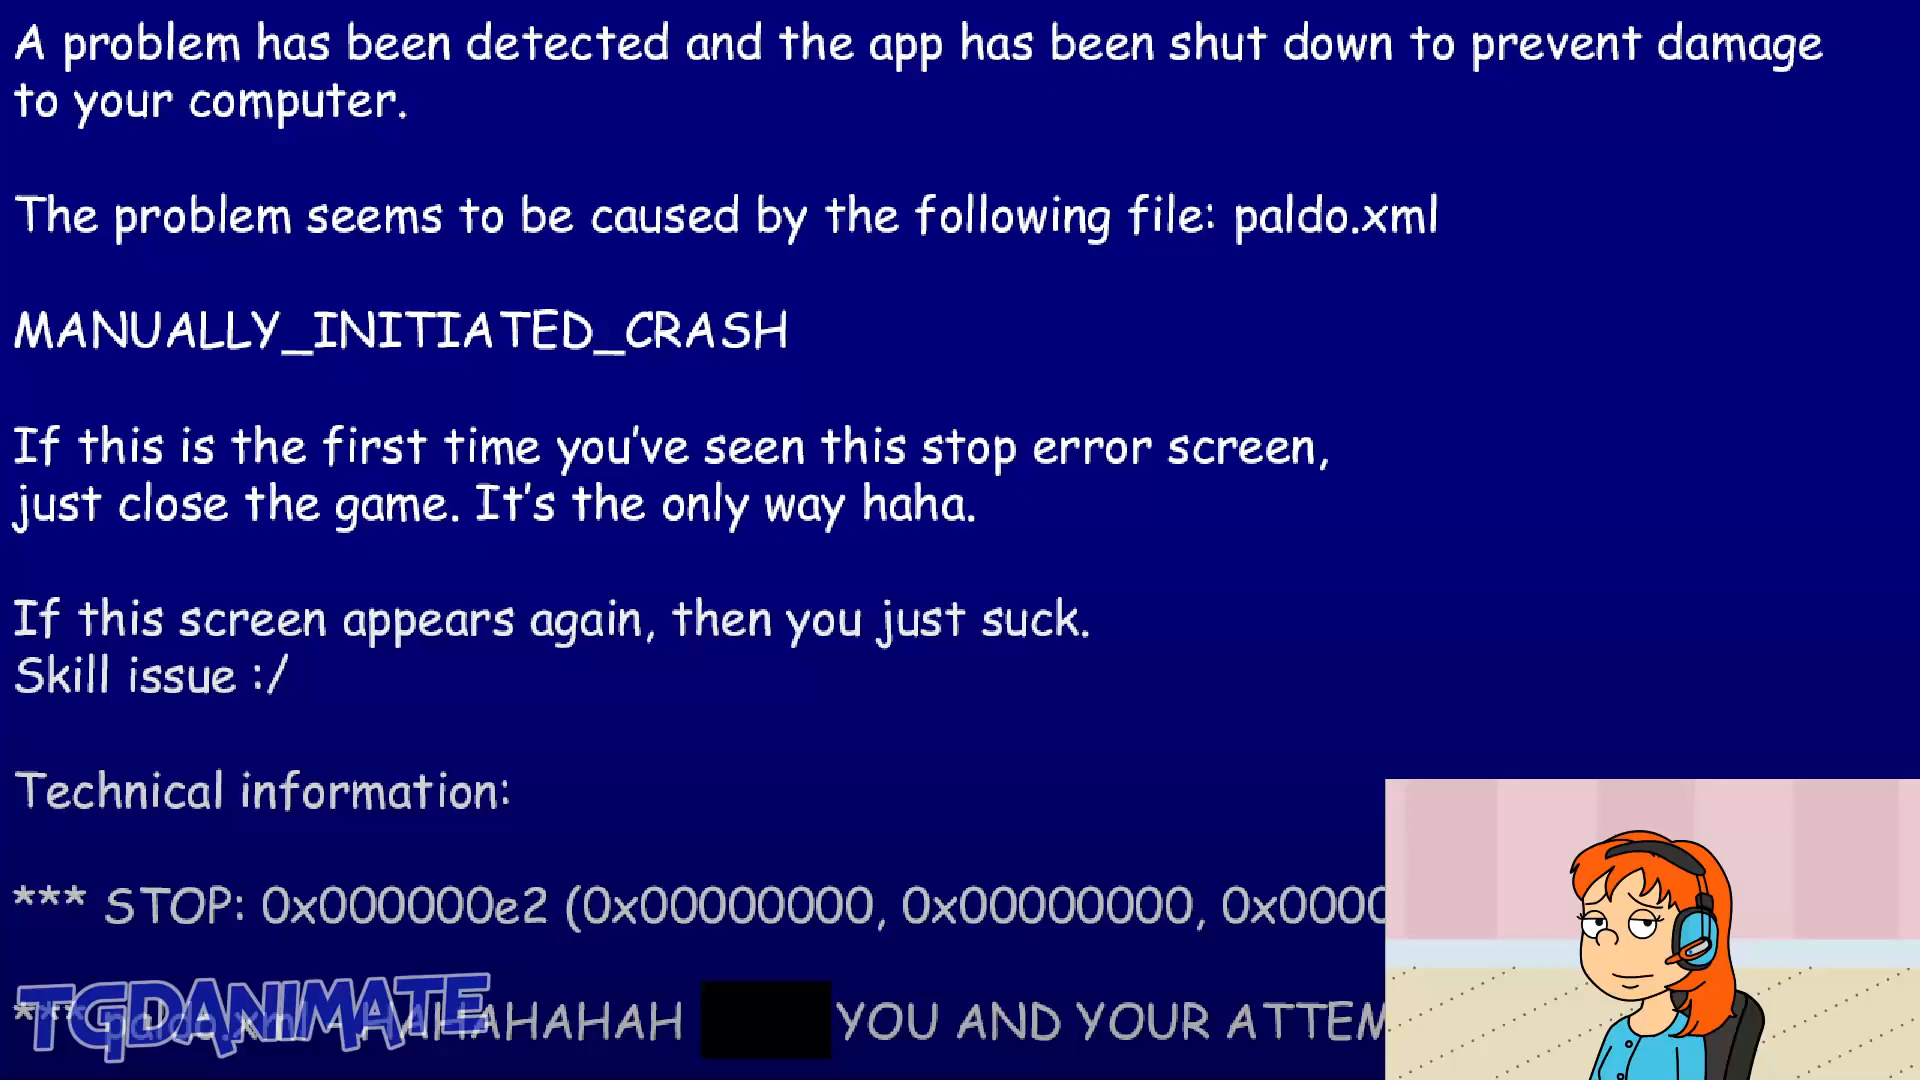 A problem has been detected and the app has been shut down to prevent damage
to your computer.
The problem seems to be caused by the following file: paldo.xml
MANUALLY_INITIATED_CRASH
If this is the first time you've seen this stop error screen,
just close the game. It's the only way haha.
If this screen appears again, then you just suck.
Skill issue :/
Technical information:
*** STOP: 0x000000e2 (0x00000000, 0x00000000, 0x0000
*** paldo.xml - HAHAHAHAH YOU AND YOUR ATTEM
TGDANIMATE